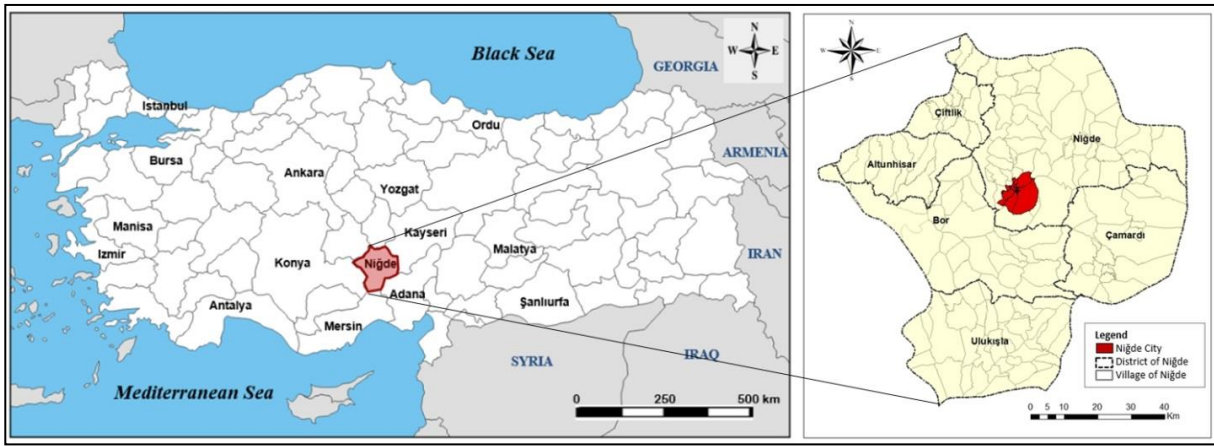 Black Sea
N
W E
S
GEORGIA
Istanbul
Ordu
ARMENIA
Bursa
Ankara
Yozgat
Manisa
Kayseri
Izmir
Malatya
IRAN
Konya
Niğde
Antalya
Adana
Şanlıurfa
Mersin
SYRIA
IRAQ
Mediterranean Sea
0 250 500 km
N
W E
S
Çiftlik
Niğde
Altunhisar
Bor
Çamardı
Ulukışla
Legend
Niğde City
District of Niğde
Village of Niğde
0 5 10 20 30 40
Km